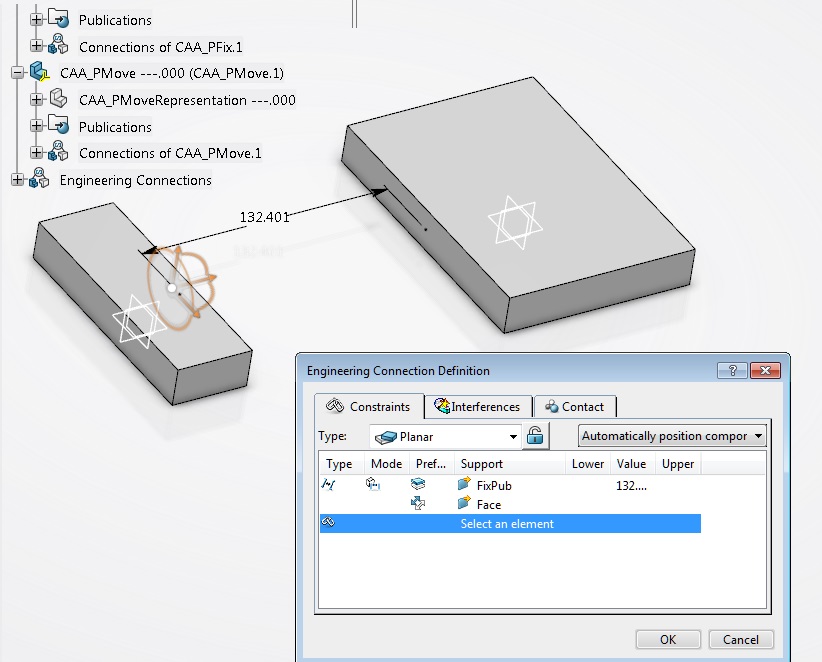 Publications
Connections of CAA_PFix.1
CAA_PMove ---.000 (CAA_PMove.1)
CAA_PMoveRepresentation ---.000
Publications
Connections of CAA_PMove.1
Engineering Connections
132.401
Engineering Connection Definition
Constraints Interferences Contact
Type: Planar Automatically position compor
Type Mode Pref... Support Lower Value Upper
FixPub 132....
Face
Select an element
OK Cancel